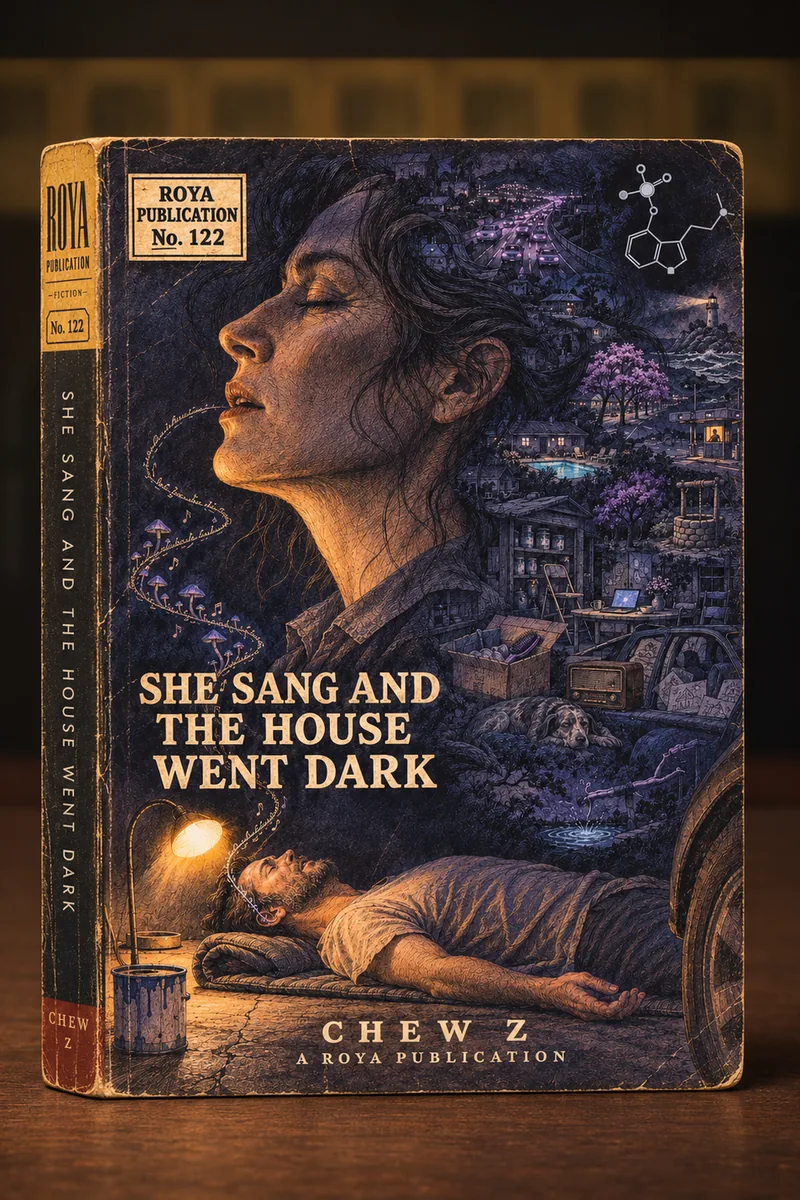 ROYA
PUBLICATION
FICTION
No. 122
SHE SANG AND THE HOUSE WENT DARK
CHEW
Z
ROYA
PUBLICATION
No. 122
SHE SANG AND
THE HOUSE
WENT DARK
CHEW Z
A ROYA PUBLICATION